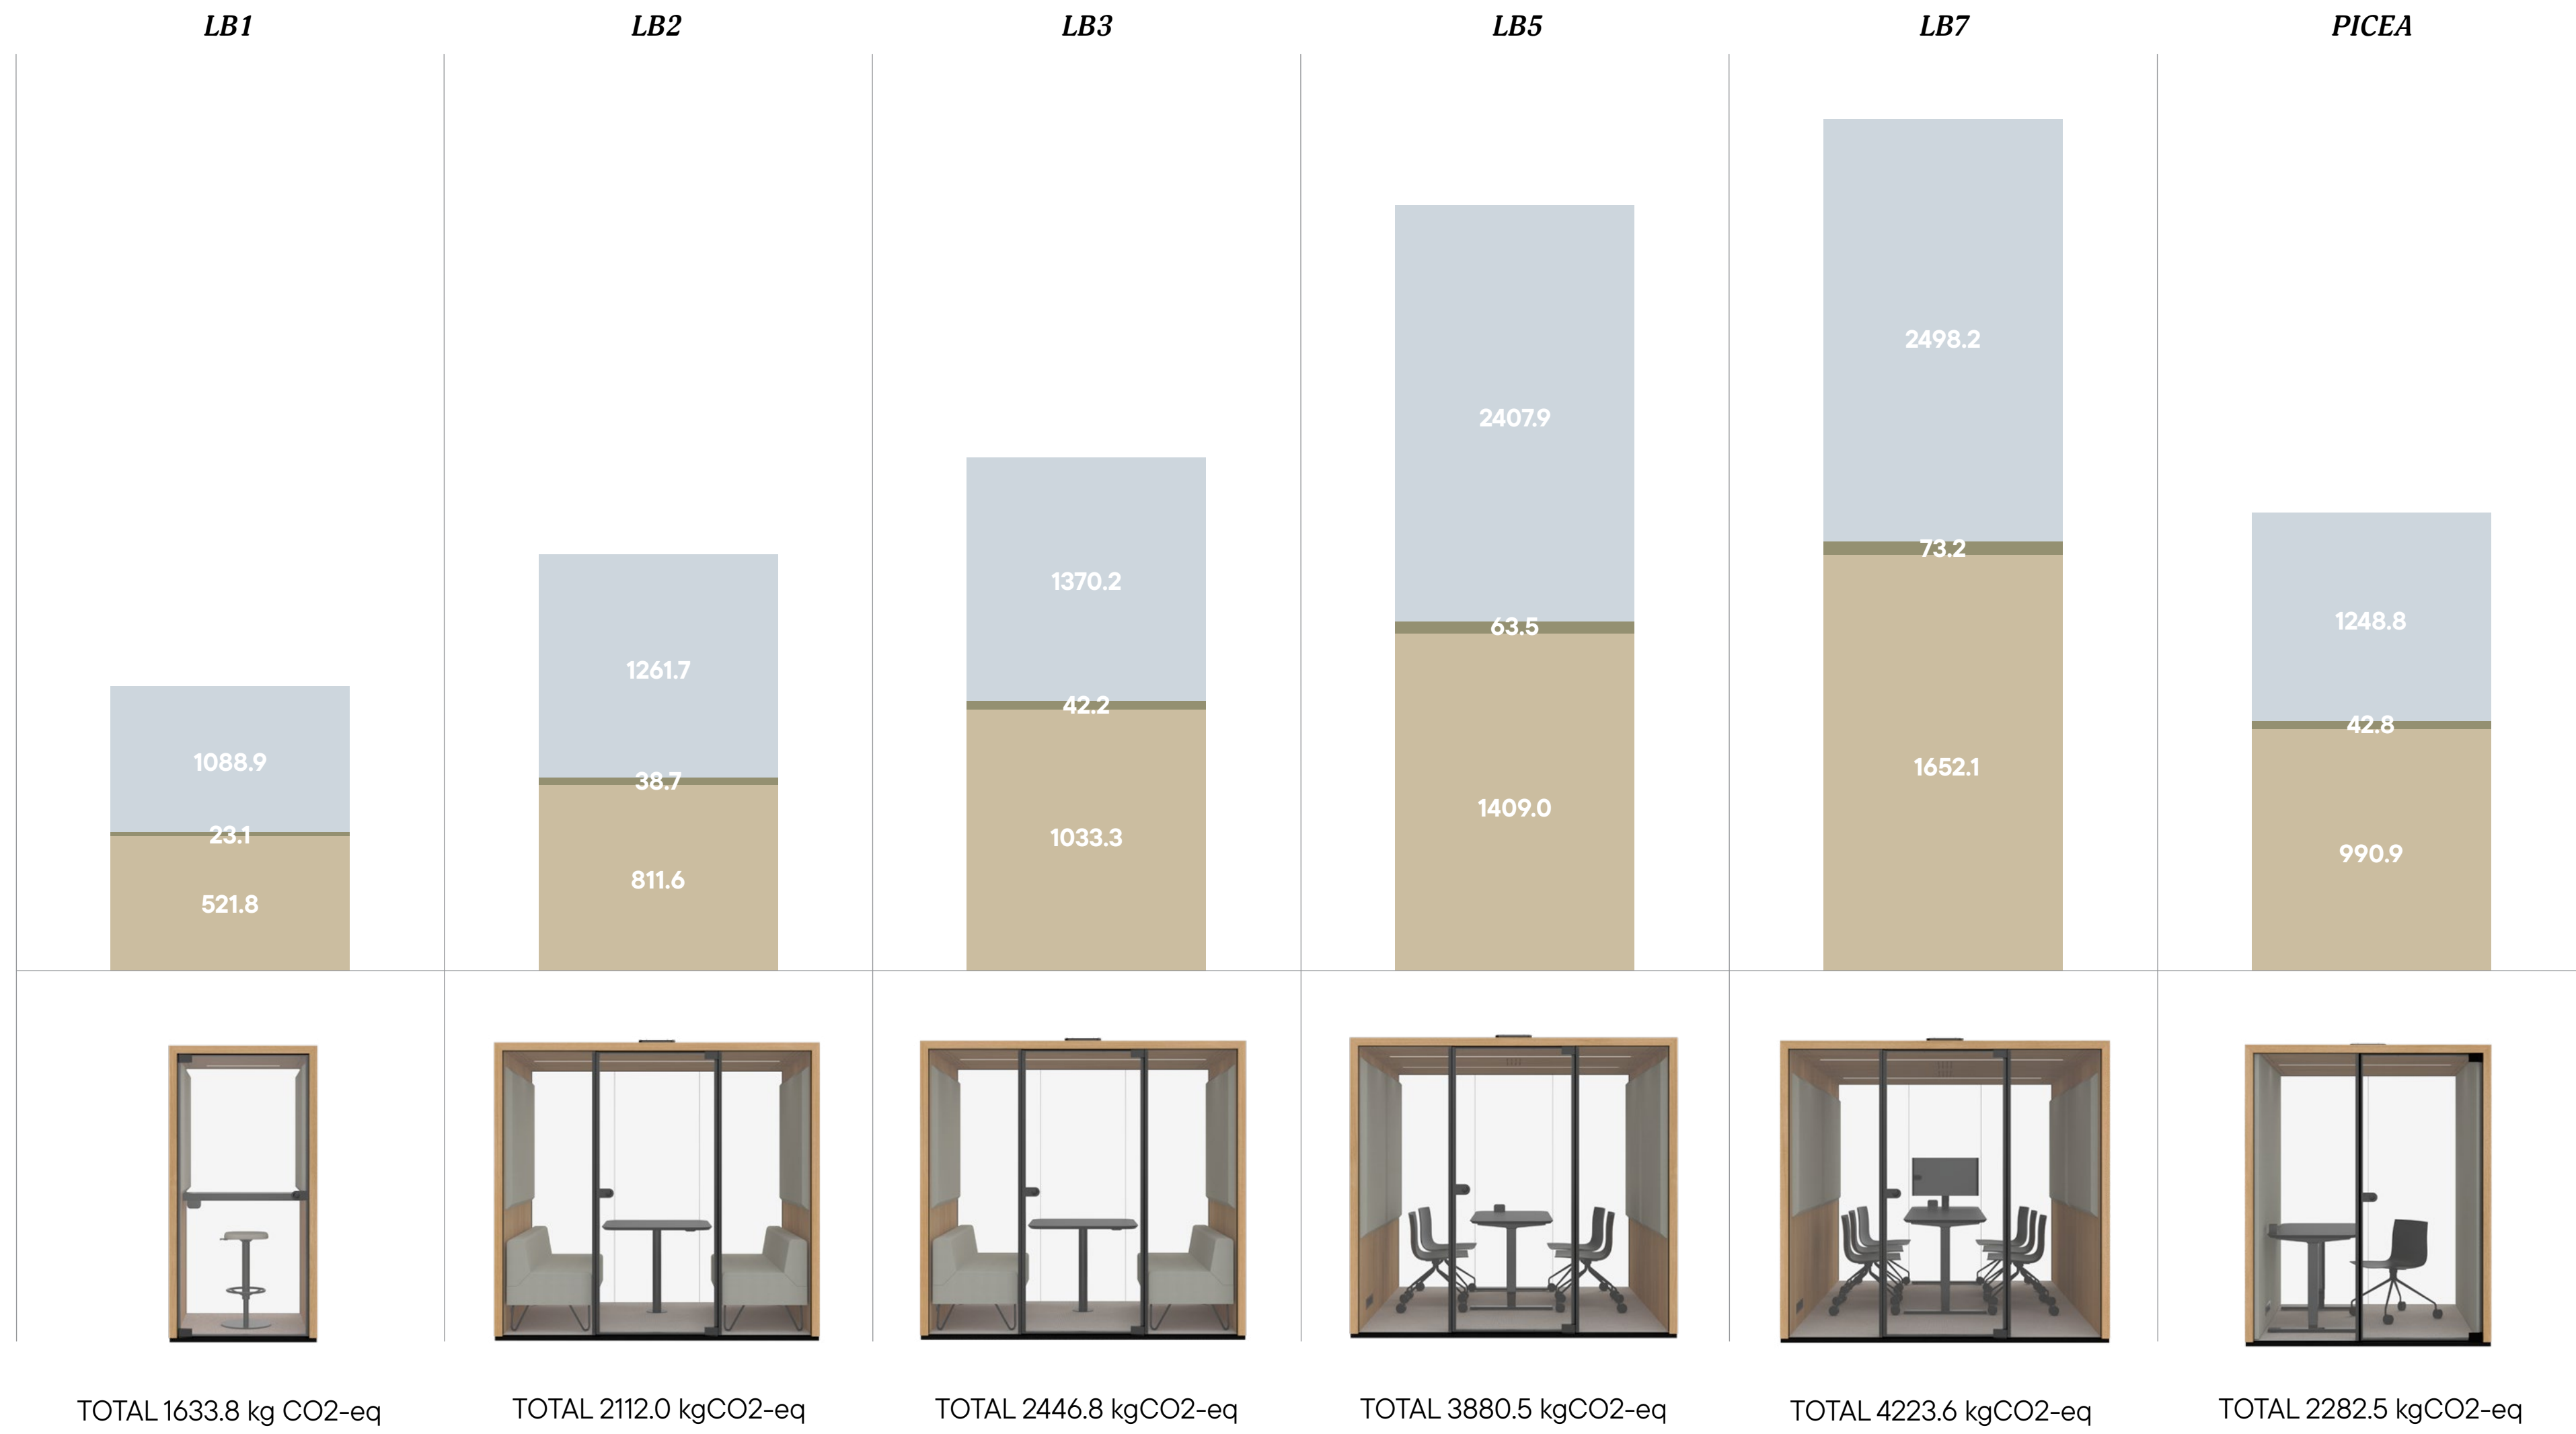 LB1
LB2
LB3
LB5
LB7
PICEA
1088.9
23.1
521.8
1261.7
38.7
811.6
1370.2
42.2
1033.3
2407.9
63.5
1409.0
2498.2
73.2
1652.1
1248.8
42.8
990.9
TOTAL 1633.8 kg CO2-eq
TOTAL 2112.0 kgCO2-eq
TOTAL 2446.8 kgCO2-eq
TOTAL 3880.5 kgCO2-eq
TOTAL 4223.6 kgCO2-eq
TOTAL 2282.5 kgCO2-eq